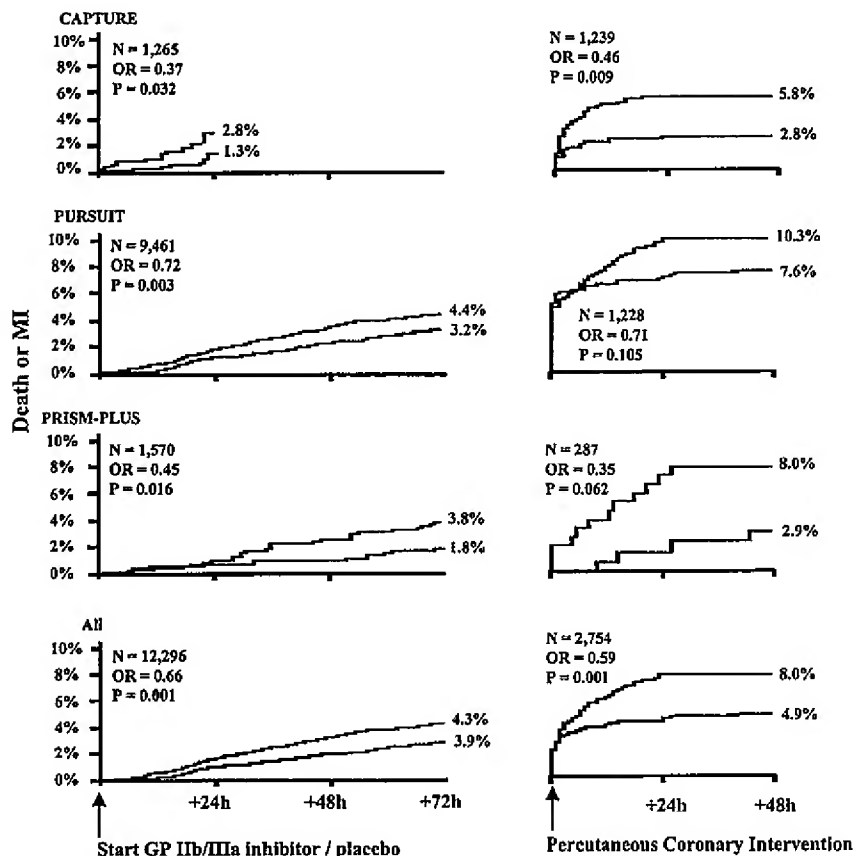 CAPTURE
10%
8%
6%
4%
2%
0%
N = 1,265
OR = 0.37
P = 0.032
2.8%
1.3%
N = 1,239
OR = 0.46
P = 0.009
5.8%
2.8%
PURSUIT
10%
8%
6%
4%
2%
0%
N = 9,461
OR = 0.72
P = 0.003
4.4%
3.2%
10.3%
7.6%
N = 1,228
OR = 0.71
P = 0.105
Death or MI
PRISM-PLUS
10%
8%
6%
4%
2%
0%
N = 1,570
OR = 0.45
P = 0.016
3.8%
1.8%
N = 287
OR = 0.35
P = 0.062
8.0%
2.9%
All
10%
8%
6%
4%
2%
0%
N = 12,296
OR = 0.66
P = 0.001
4.3%
3.9%
N = 2,754
OR = 0.59
P = 0.001
8.0%
4.9%
+24h
+48h
+72h
+24h
+48h
Start GP IIb/IIIa inhibitor / placebo
Percutaneous Coronary Intervention